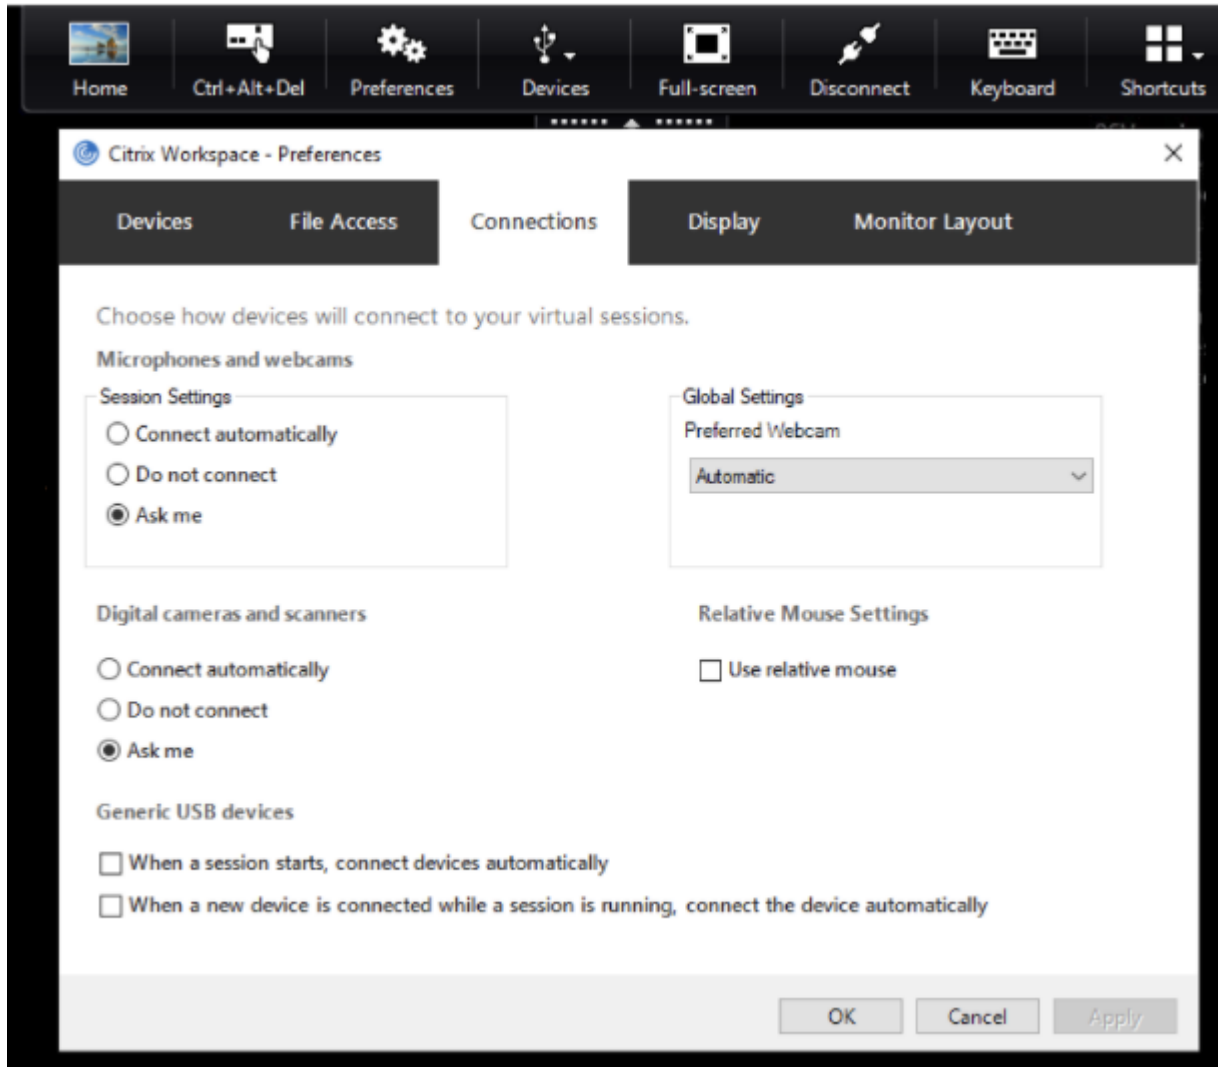 Home Ctrl+Alt+Del Preferences Devices Full-screen Disconnect Keyboard Shortcuts
Citrix Workspace - Preferences
Devices File Access Connections Display Monitor Layout
Choose how devices will connect to your virtual sessions.
Microphones and webcams
Session Settings
Connect automatically
Do not connect
Ask me
Global Settings
Preferred Webcam
Automatic
Digital cameras and scanners
Connect automatically
Do not connect
Ask me
Relative Mouse Settings
Use relative mouse
Generic USB devices
When a session starts, connect devices automatically
When a new device is connected while a session is running, connect the device automatically
OK Cancel Apply